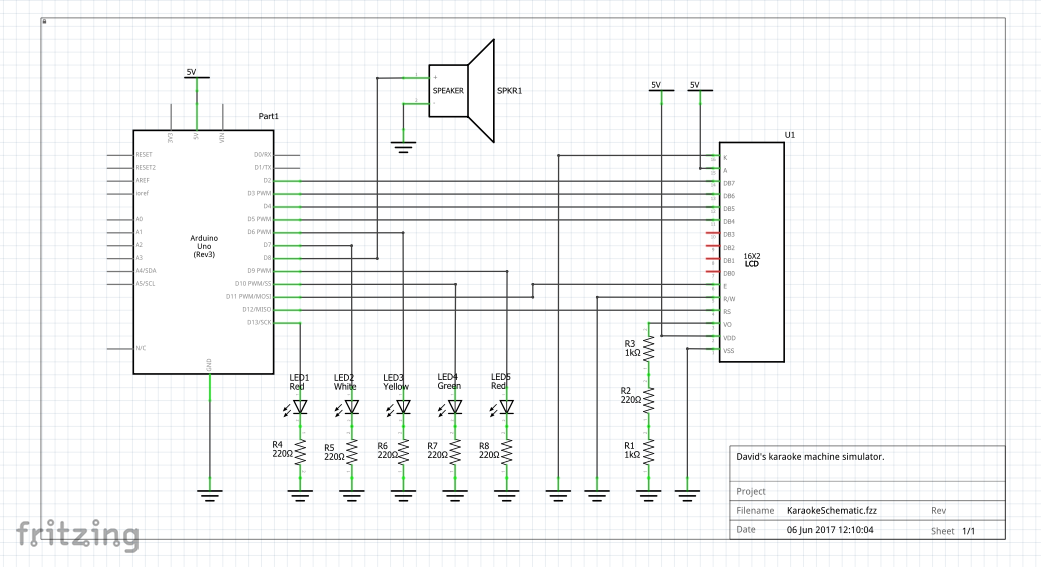 5V
SPEAKER
+
-
SPKR1
5V
5V
Part1
U1
3V3
5V
VIN
RESET
RESET2
AREF
ioref
A0
A1
A2
A3
A4/SDA
A5/SCL
N/C
D0/RX
D1/TX
D2
D3 PWM
D4
D5 PWM
D6 PWM
D7
D8
D9 PWM
D10 PWM/SS
D11 PWM/MOSI
D12/MISO
D13/SCK
GND
Arduino
Uno
(Rev3)
K
A
DB7
DB6
DB5
DB4
DB3
DB2
DB1
DB0
E
R/W
RS
VO
VDD
VSS
16X2
LCD
R3
1kΩ
R2
220Ω
R1
1kΩ
LED1
Red
LED2
White
LED3
Yellow
LED4
Green
LED5
Red
R4
220Ω
R5
220Ω
R6
220Ω
R7
220Ω
R8
220Ω
David's karaoke machine simulator.
Project
Filename KaraokeSchematic.fzz Rev
Date 06 Jun 2017 12:10:04 Sheet 1/1
fritzing